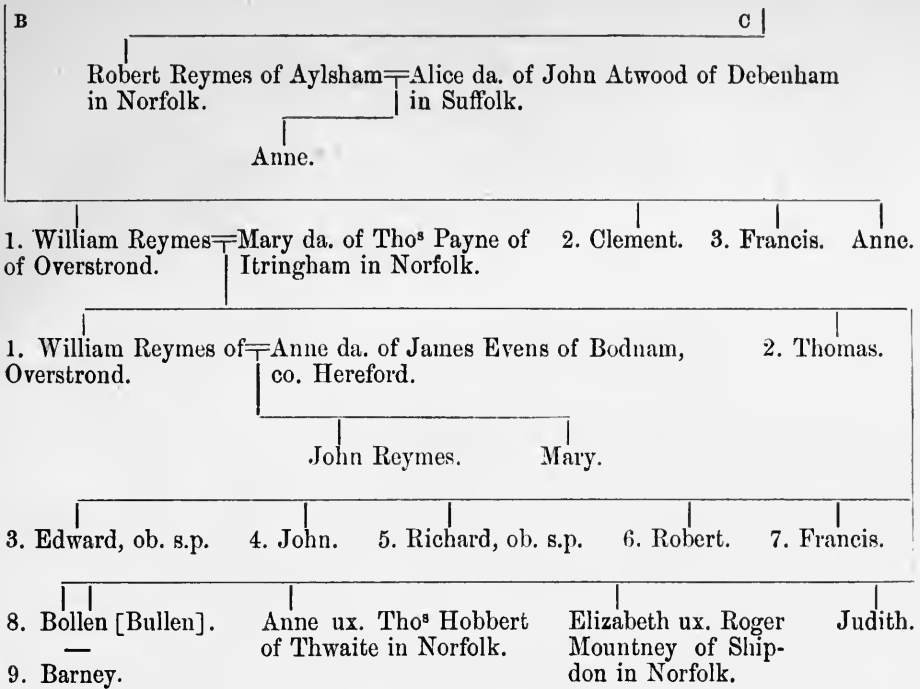 B C
Robert Reymes of Aylsham=Alice da. of John Atwood of Debenham
in Norfolk. in Suffolk.
Anne.
1. William Reymes=Mary da. of Thoˢ Payne of 2. Clement. 3. Francis. Anne.
of Overstrond. Itringham in Norfolk.
1. William Reymes of=Anne da. of James Evens of Bodnam, 2. Thomas.
Overstrond. co. Hereford.
John Reymes. Mary.
3. Edward, ob. s.p. 4. John. 5. Richard, ob. s.p. 6. Robert. 7. Francis.
8. Bollen [Bullen]. Anne ux. Thoˢ Hobbert Elizabeth ux. Roger Judith.
of Thwaite in Norfolk. Mountney of Ship-
9. Barney. don in Norfolk.